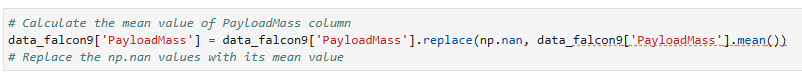 # Calculate the mean value of PayloadMass column
data_falcon9['PayloadMass'] = data_falcon9['PayloadMass'].replace(np.nan, data_falcon9['PayloadMass'].mean())
# Replace the np.nan values with its mean value